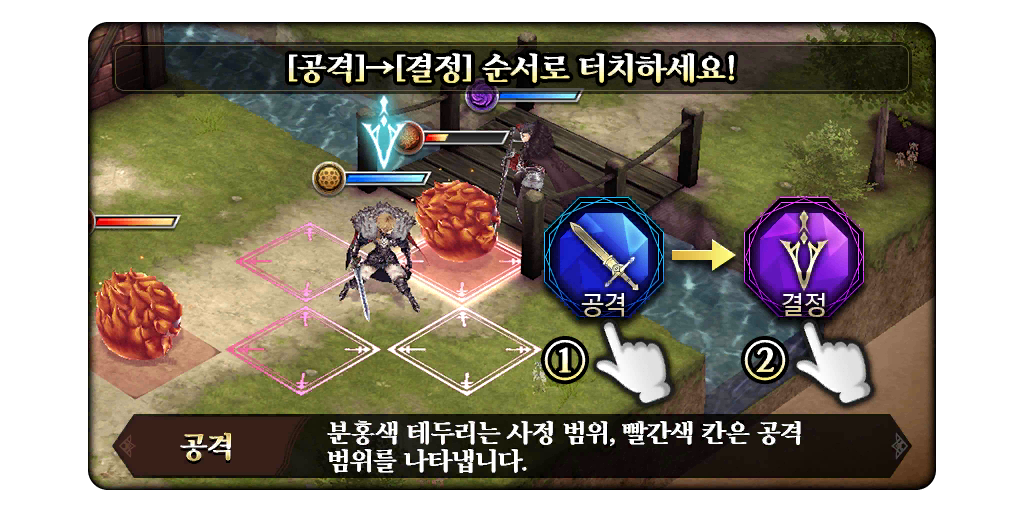 [공격]→[결정] 순서로 터치하세요!
공격
결정
①
②
공격
분홍색 테두리는 사정 범위, 빨간색 칸은 공격
범위를 나타냅니다.